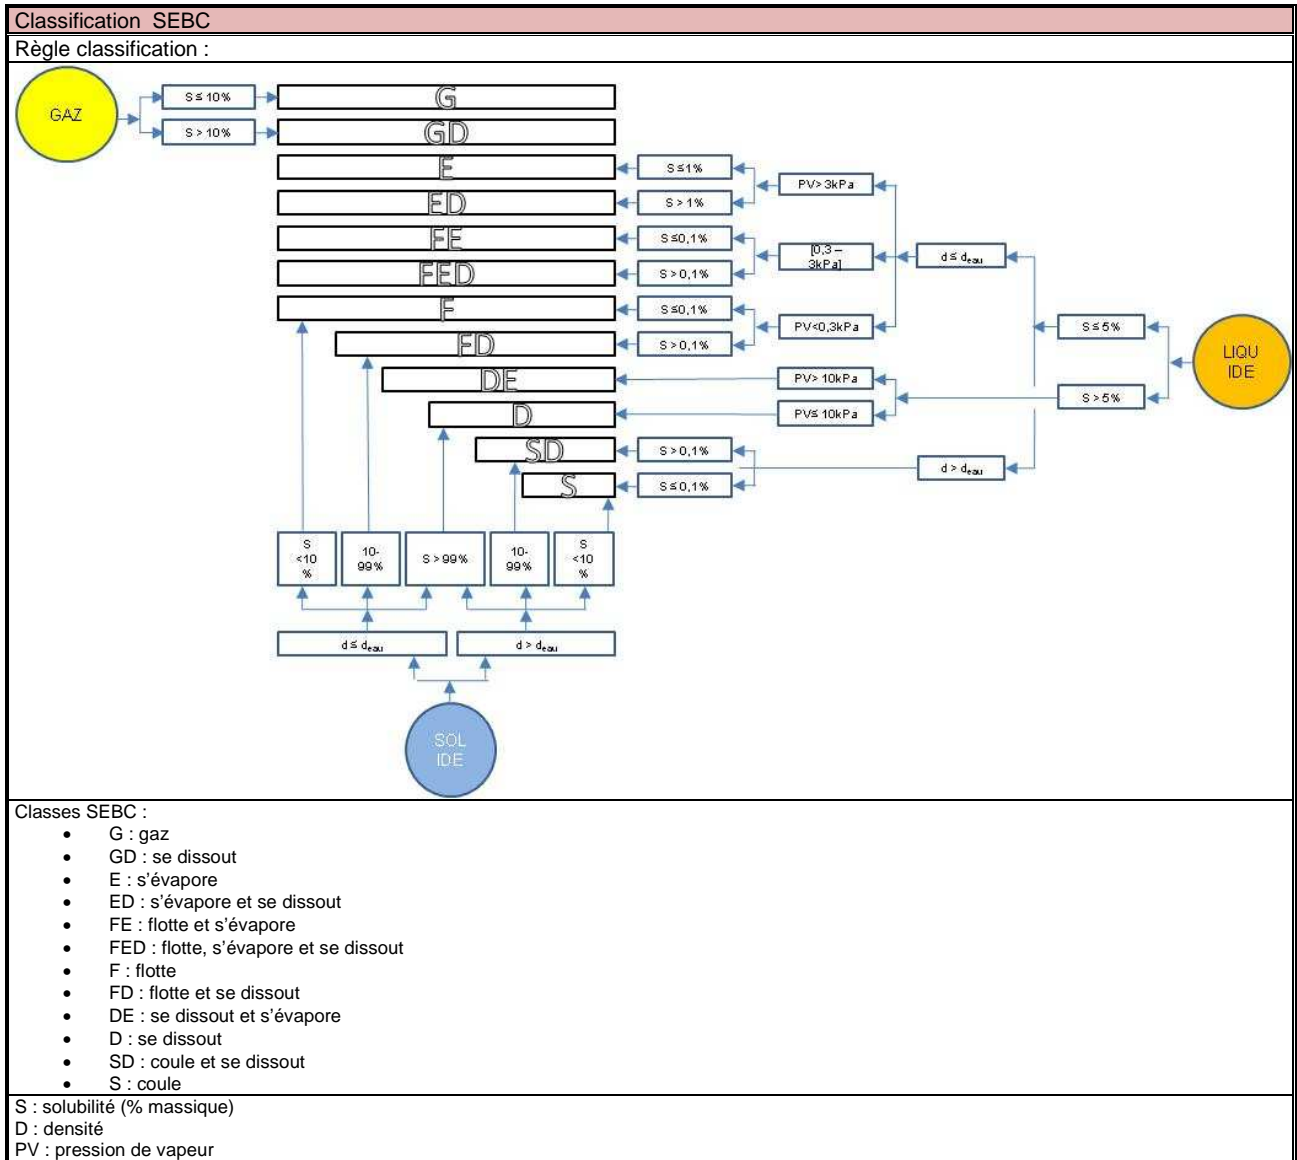 Classification SEBC
Règle classification :
GAZ
S ≤ 10%
G
S > 10%
GD
E
S ≤1%
PV> 3kPa
ED
S > 1%
FE
S ≤0,1%
[0,3 –
3kPa]
d ≤ deau
FED
S > 0,1%
F
S ≤0,1%
PV<0,3kPa
S ≤ 5%
FD
S > 0,1%
LIQU
IDE
DE
PV> 10kPa
S > 5%
D
PV≤ 10kPa
SD
S > 0,1%
d > deau
S
S ≤ 0,1%
S
<10
%
10-
99%
S > 99%
10-
99%
S
<10
%
d ≤ deau
d > deau
SOL
IDE
Classes SEBC :
• G : gaz
• GD : se dissout
• E : s’évapore
• ED : s’évapore et se dissout
• FE : flotte et s’évapore
• FED : flotte, s’évapore et se dissout
• F : flotte
• FD : flotte et se dissout
• DE : se dissout et s’évapore
• D : se dissout
• SD : coule et se dissout
• S : coule
S : solubilité (% massique)
D : densité
PV : pression de vapeur